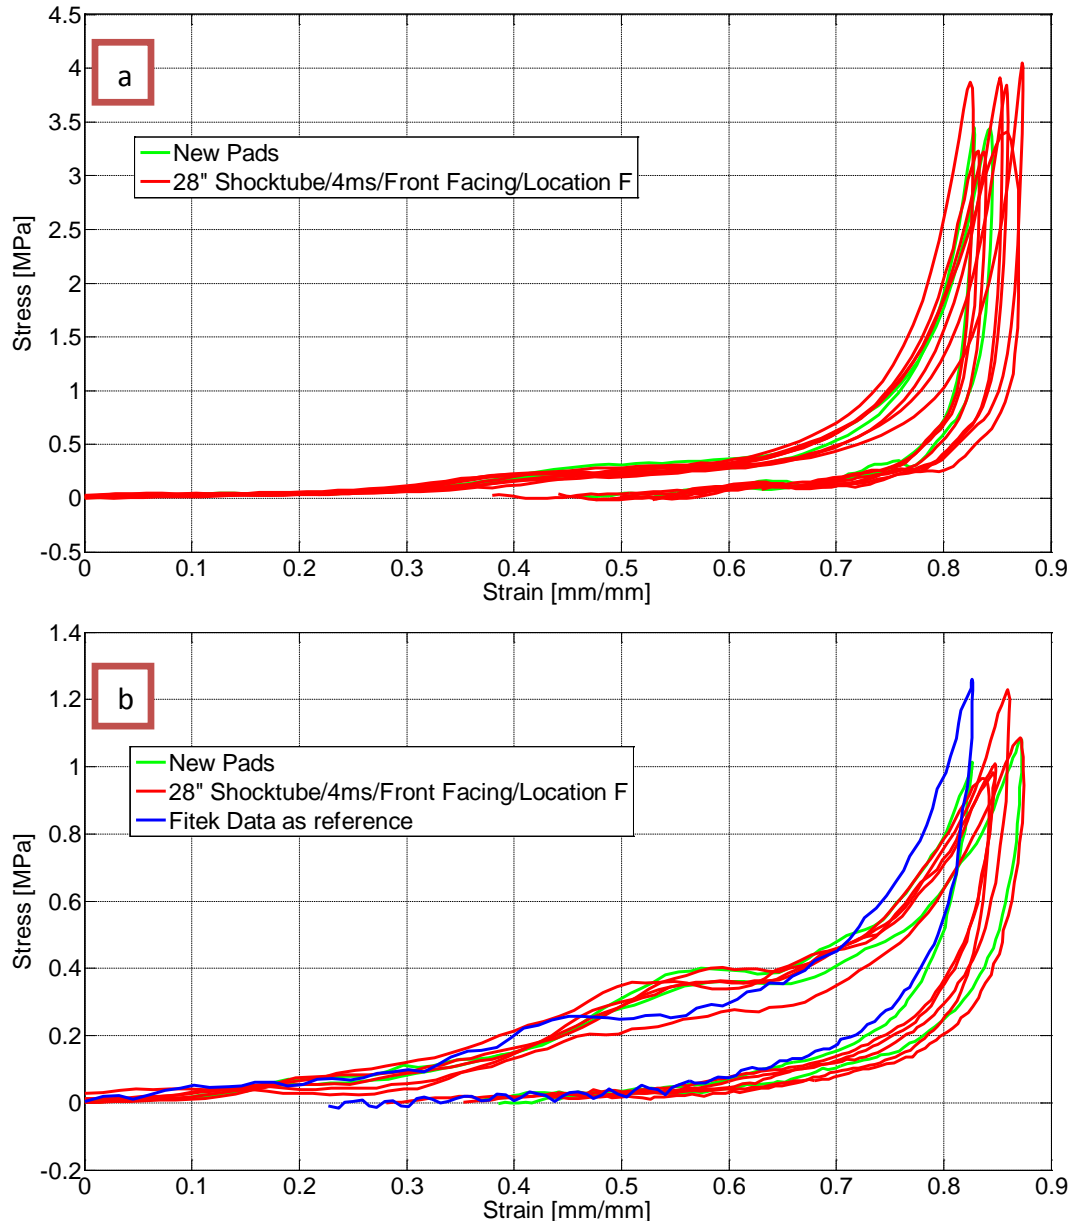 4.5
a
4
3.5
New Pads
28" Shocktube/4ms/Front Facing/Location F
3
2.5
2
1.5
1
0.5
0
-0.5
Stress [MPa]
0 0.1 0.2 0.3 0.4 0.5 0.6 0.7 0.8 0.9
Strain [mm/mm]
1.4
b
1.2
New Pads
28" Shocktube/4ms/Front Facing/Location F
Fitek Data as reference
1
0.8
0.6
0.4
0.2
0
-0.2
Stress [MPa]
0 0.1 0.2 0.3 0.4 0.5 0.6 0.7 0.8 0.9
Strain [mm/mm]